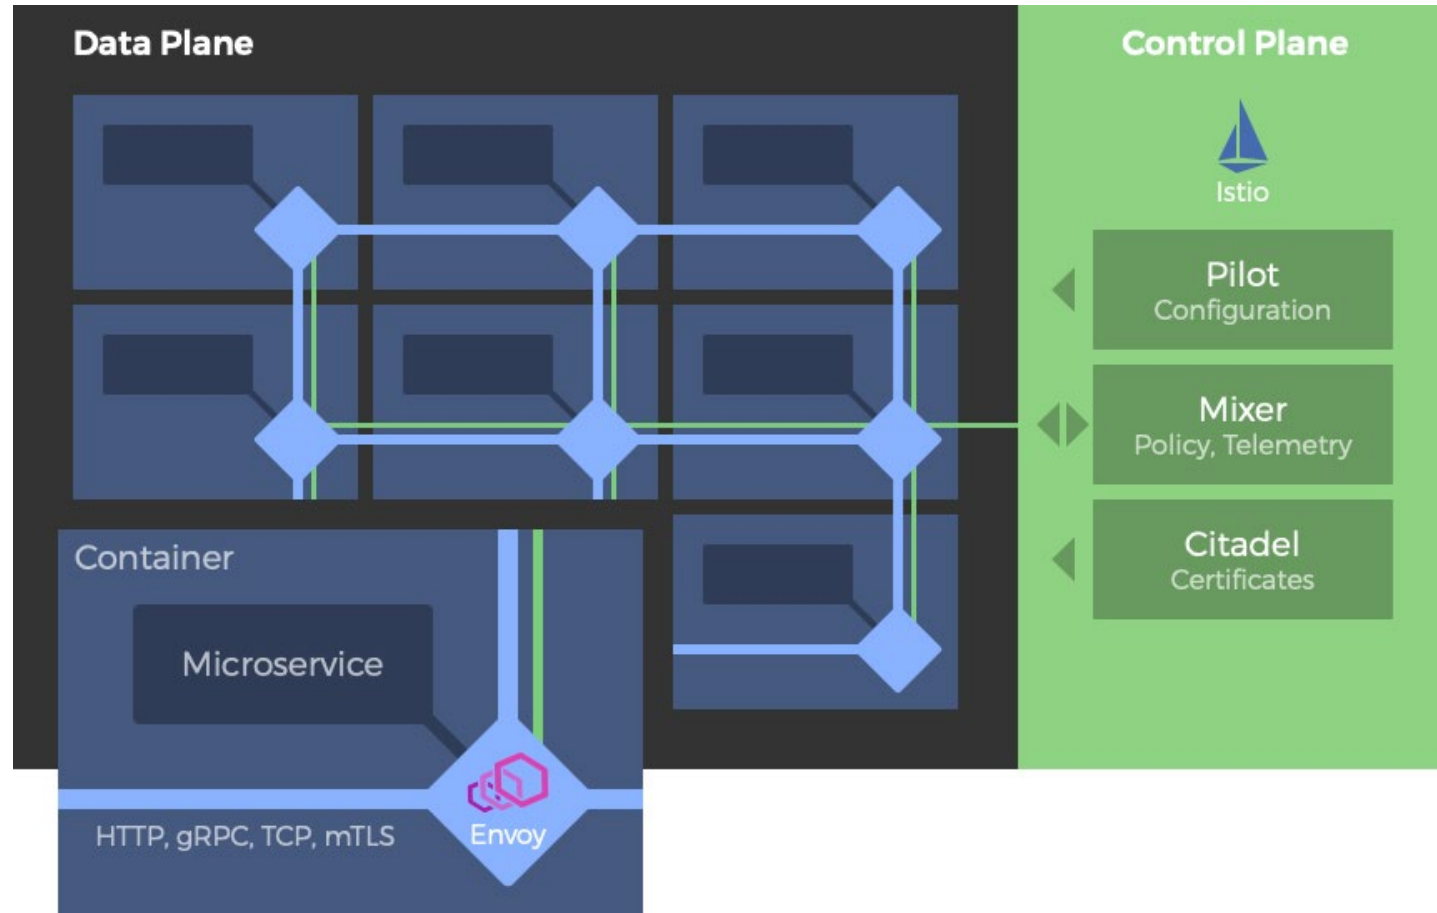 Data Plane
Control Plane
Istio
Pilot
Configuration
Mixer
Policy, Telemetry
Citadel
Certificates
Container
Microservice
HTTP, gRPC, TCP, mTLS
Envoy